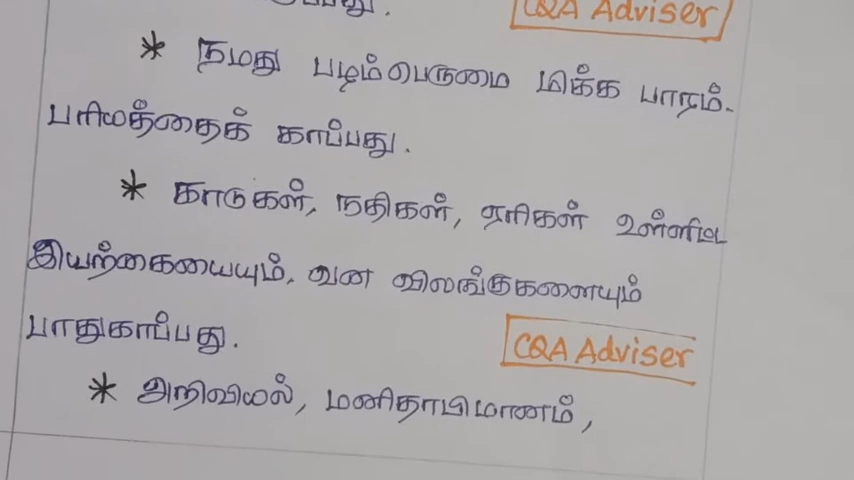 CQA Adviser
* நமது பழம்பெருமை மிக்க பாரம்-
பரியத்தைக் காப்பது.
* காடுகள், நதிகள், ஏரிகள் உள்ளிட்ட
இயற்கையையும், வன விலங்குகளையும்
பாதுகாப்பது.
CQA Adviser
* அறிவியல், மனிதாபிமானம்,